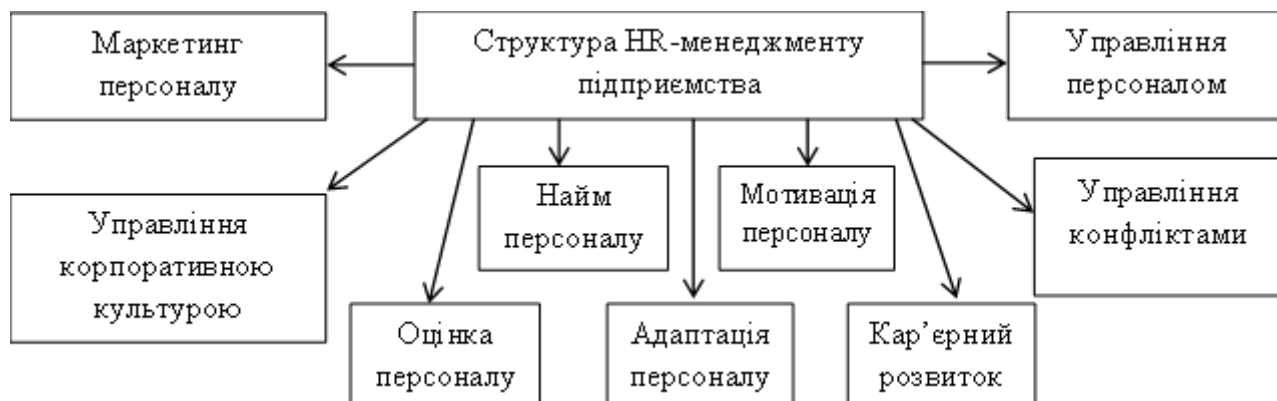 Маркетинг
персоналу
Структура HR-менеджменту
підприємства
Управління
персоналом
Управління
корпоративною
культурою
Найм
персоналу
Мотивація
персоналу
Управління
конфліктами
Оцінка
персоналу
Адаптація
персоналу
Кар’єрний
розвиток